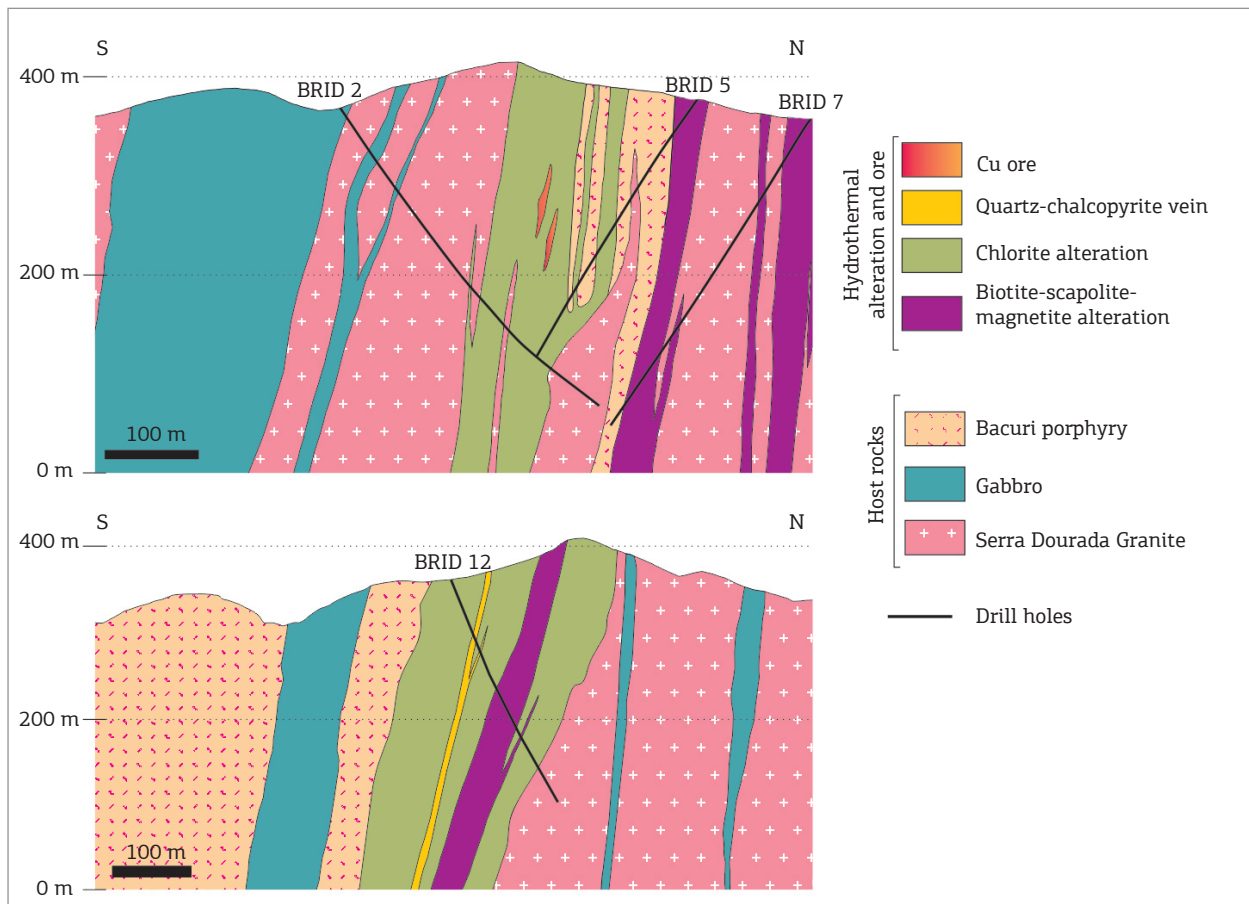 S
N
400 m
BRID 2
BRID 5
BRID 7
200 m
100 m
0 m
S
N
400 m
BRID 12
200 m
100 m
0 m
Hydrothermal
alteration and ore
Cu ore
Quartz-chalcopyrite vein
Chlorite alteration
Biotite-scapolite-
magnetite alteration
Host rocks
Bacuri porphyry
Gabbro
Serra Dourada Granite
Drill holes